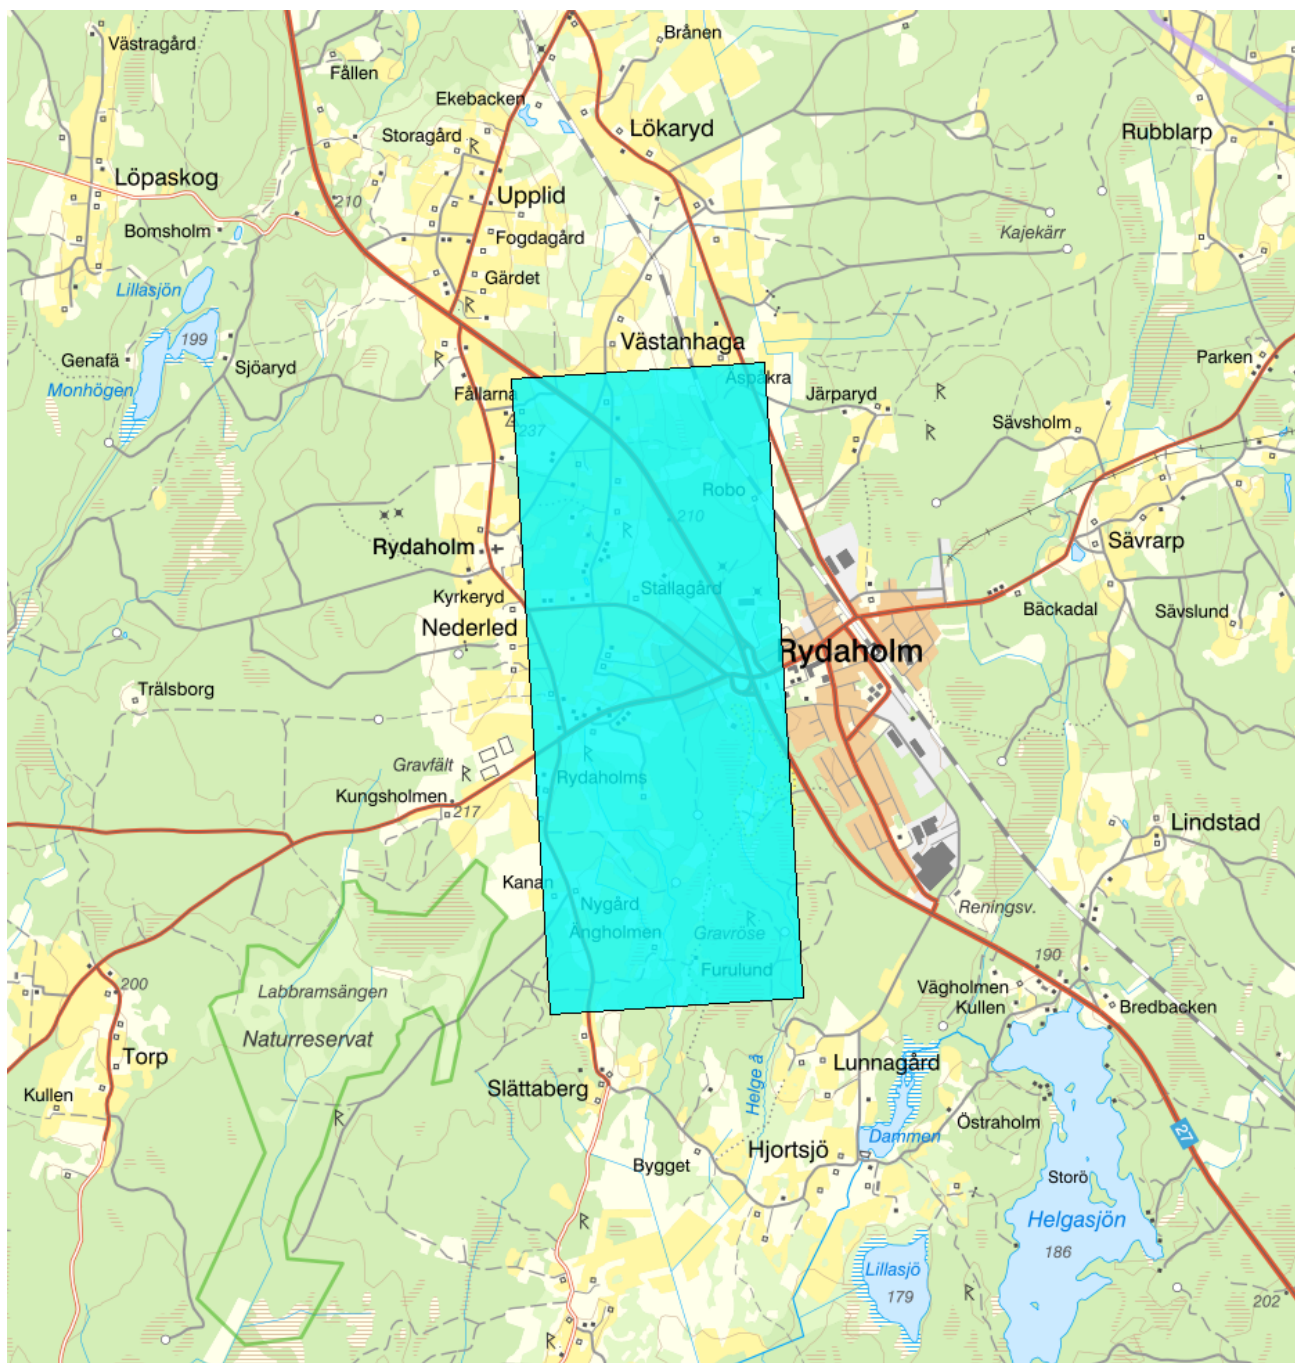 Brånen
Västragård
Fållen
Ekebacken
Storagård
Lökaryd
Rubblarp
Löpaskog
Upplid
210
Bomsholm
Fogdagård
Kajekärr
Gärdet
Lillasjön
199
Västanhaga
Genafä
Sjöaryd
Parken
Monhögen
Fållarna
Aspåkra
Järparyd
237
Sävsholm
Robo
210
Rydaholm
Sävrarp
Stallagård
Kyrkeryd
Bäckadal
Sävslund
Nederled
Rydaholm
Trälsborg
Gravfält
Rydaholms
Kungsholmen
217
Lindstad
Kanan
Nygård
Reningsv.
Ängholmen
Gravröse
190
Furulund
200
Labbramsängen
Vägholmen
Kullen
Bredbacken
Naturreservat
Torp
Lunnagård
Helge å
Slättaberg
Kullen
Östraholm
Dammen
27
Hjortsjö
Bygget
Storö
Helgasjön
186
Lillasjö
179
202